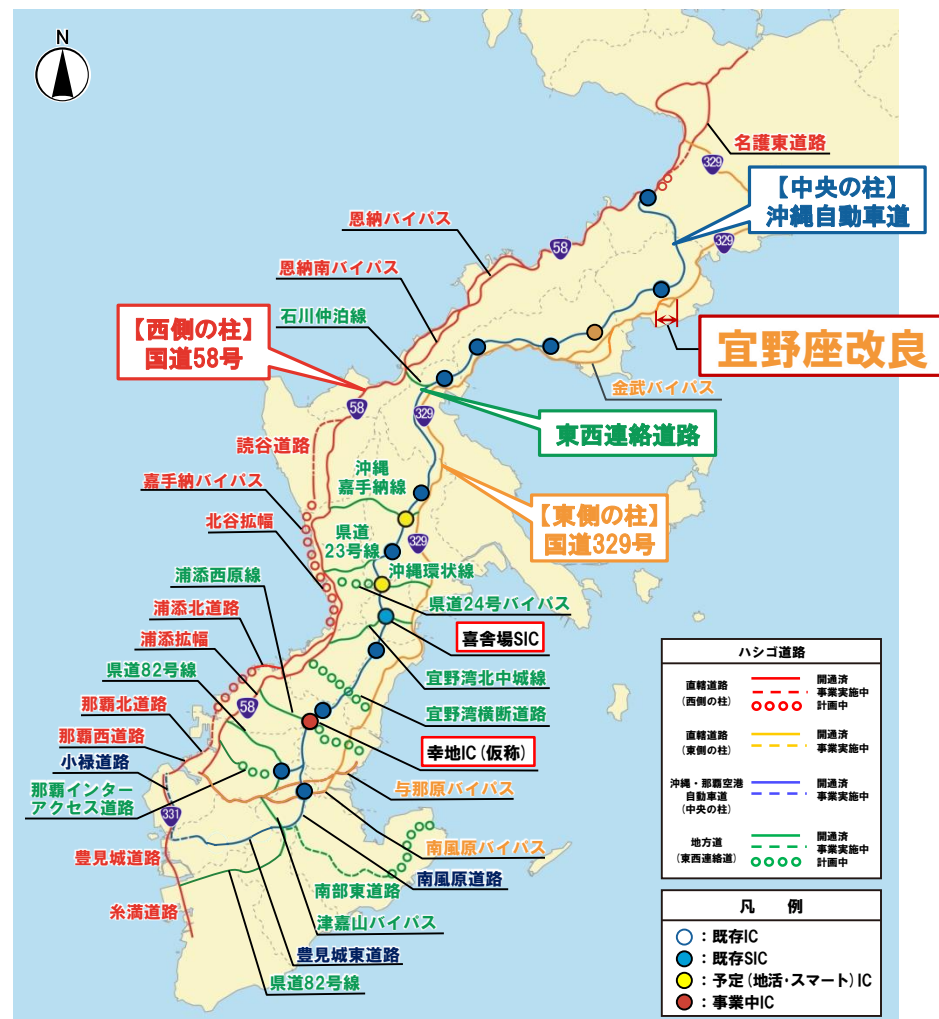 N
名護東道路
329
【中央の柱】
沖縄自動車道
恩納バイパス
58
329
恩納南バイパス
石川仲泊線
【西側の柱】
国道58号
宜野座改良
金武バイパス
58
329
東西連絡道路
読谷道路
沖縄
嘉手納線
嘉手納バイパス
【東側の柱】
国道329号
北谷拡幅
県道
23号線
329
浦添西原線
沖縄環状線
県道24号バイパス
浦添北道路
喜舎場SIC
浦添拡幅
県道82号線
宜野湾北中城線
那覇北道路
58
宜野湾横断道路
那覇西道路
幸地IC(仮称)
小禄道路
那覇インター
アクセス道路
与那原バイパス
331
南風原バイパス
豊見城道路
南風原道路
南部東道路
糸満道路
津嘉山バイパス
豊見城東道路
県道82号線
ハシゴ道路
直轄道路
(西側の柱)
開通済
事業実施中
計画中
直轄道路
(東側の柱)
開通済
事業実施中
沖縄・那覇空港
自動車道
(中央の柱)
開通済
事業実施中
地方道
(東西連絡道)
開通済
事業実施中
計画中
凡 例
:既存IC
:既存SIC
:予定(地活・スマート)IC
:事業中IC